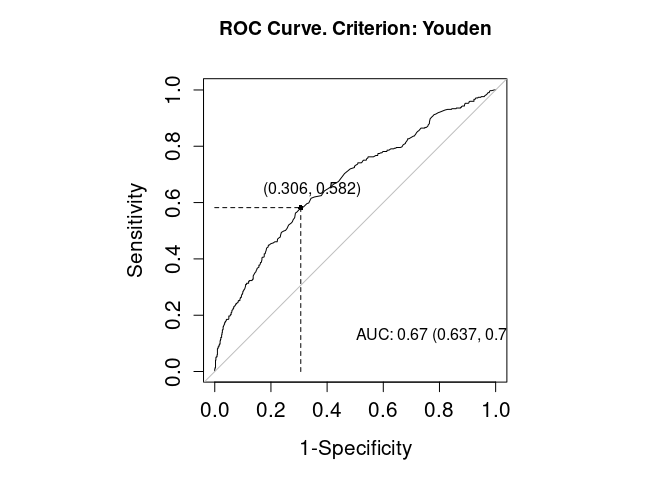 ROC Curve. Criterion: Youden
1.0
0.8
0.6
0.4
0.2
0.0
Sensitivity
(0.306, 0.582)
AUC: 0.67 (0.637, 0.7
0.0 0.2 0.4 0.6 0.8 1.0
1-Specificity